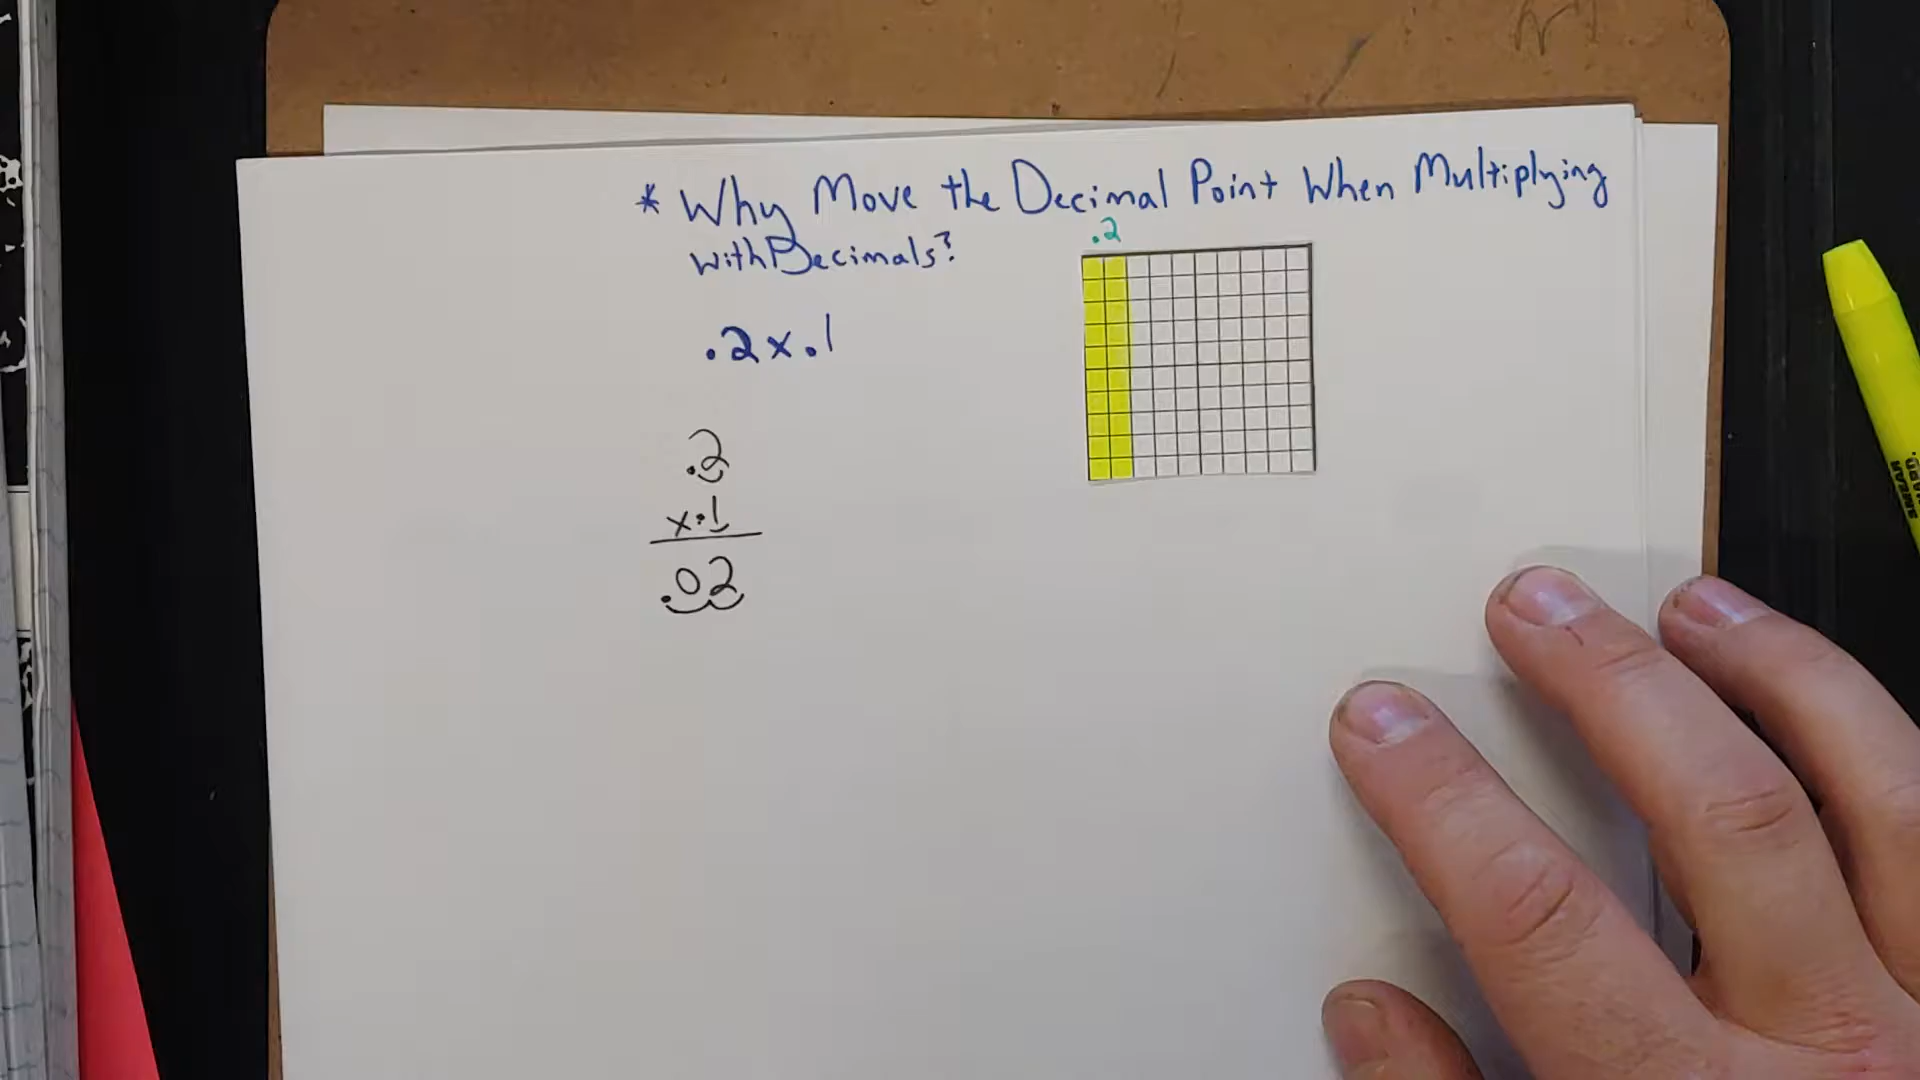 * Why Move the Decimal Point When Multiplying
with Decimals?
.2
.2 x .1
.2
x .1
.02